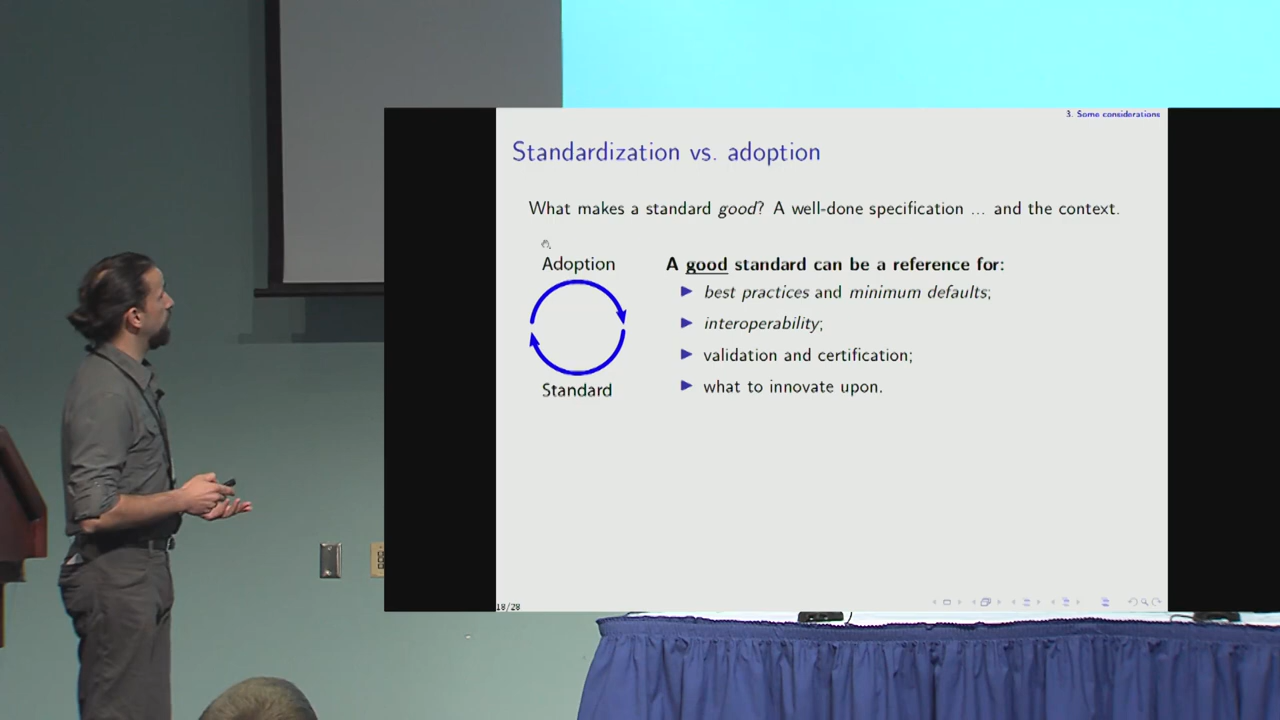 3. Some considerations
Standardization vs. adoption
What makes a standard good? A well-done specification ... and the context.
Adoption
Standard
A good standard can be a reference for:
best practices and minimum defaults;
interoperability;
validation and certification;
what to innovate upon.
18/28